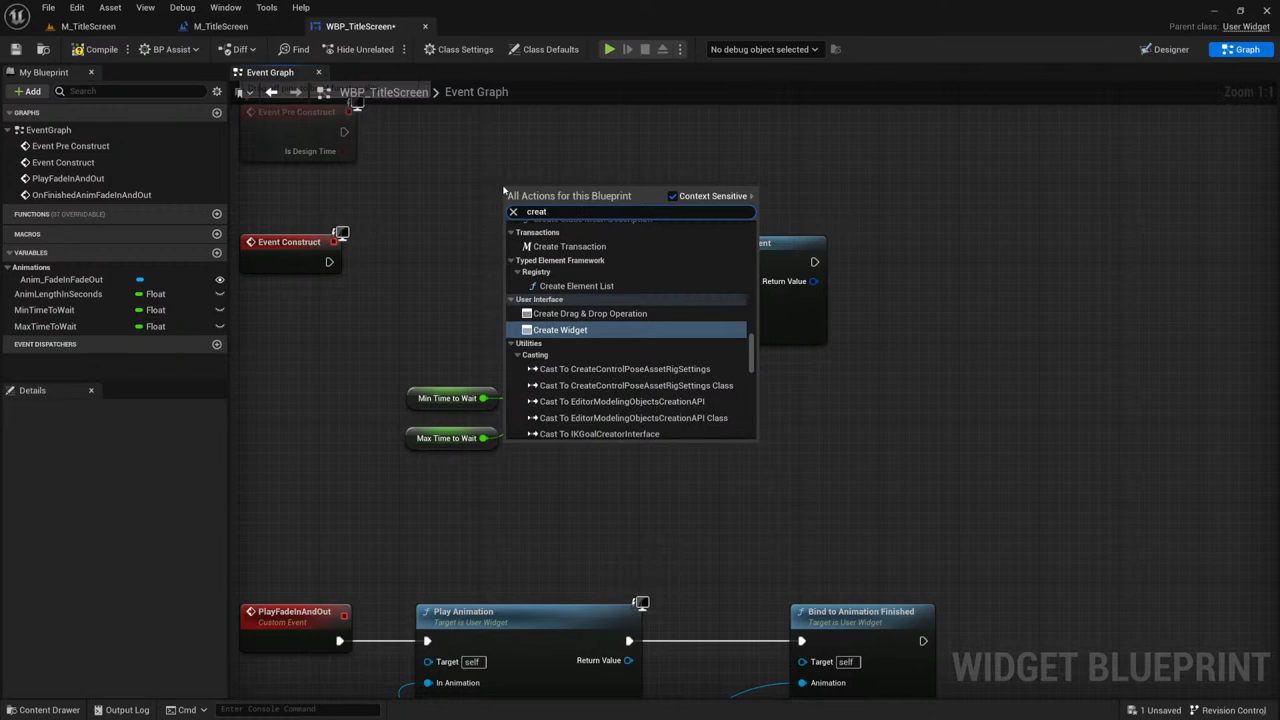 File Edit Asset View Debug Window Tools Help
M_TitleScreen M_TitleScreen WBP_TitleScreen• Parent class: User Widget
Compile BP Assist Diff Find Hide Unrelated Class Settings Class Defaults No debug object selected Designer Graph
My Blueprint Event Graph
+ Add Search WBP_TitleScreen > Event Graph Zoom 1:1
GRAPHS
EventGraph
Event Pre Construct
Event Construct
PlayFadeInAndOut
OnFinishedAnimFadeInAndOut
FUNCTIONS (37 OVERRIDABLE)
MACROS
VARIABLES
Animations
Anim_FadeInFadeOut
AnimLengthInSeconds Float
MinTimeToWait Float
MaxTimeToWait Float
EVENT DISPATCHERS
Details
Event Pre Construct
Is Design Time
Event Construct
All Actions for this Blueprint Context Sensitive
creat
Transactions
Create Transaction
Typed Element Framework
Registry
Create Element List
User Interface
Create Drag & Drop Operation
Create Widget
Utilities
Casting
Cast To CreateControlPoseAssetRigSettings
Cast To CreateControlPoseAssetRigSettings Class
Cast To EditorModelingObjectsCreationAPI
Cast To EditorModelingObjectsCreationAPI Class
Cast To IKGoalCreatorInterface
ent
Return Value
Min Time to Wait
Max Time to Wait
PlayFadeInAndOut
Custom Event
Play Animation
Target is User Widget
Target self
Return Value
In Animation
Bind to Animation Finished
Target is User Widget
Target self
Animation
WIDGET BLUEPRINT
Content Drawer Output Log Cmd Enter Console Command 1 Unsaved Revision Control